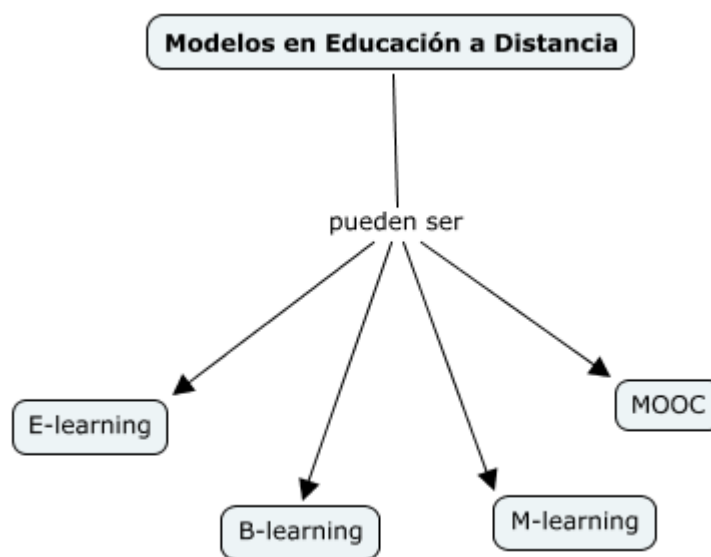 Modelos en Educación a Distancia
pueden ser
E-learning
MOOC
B-learning
M-learning